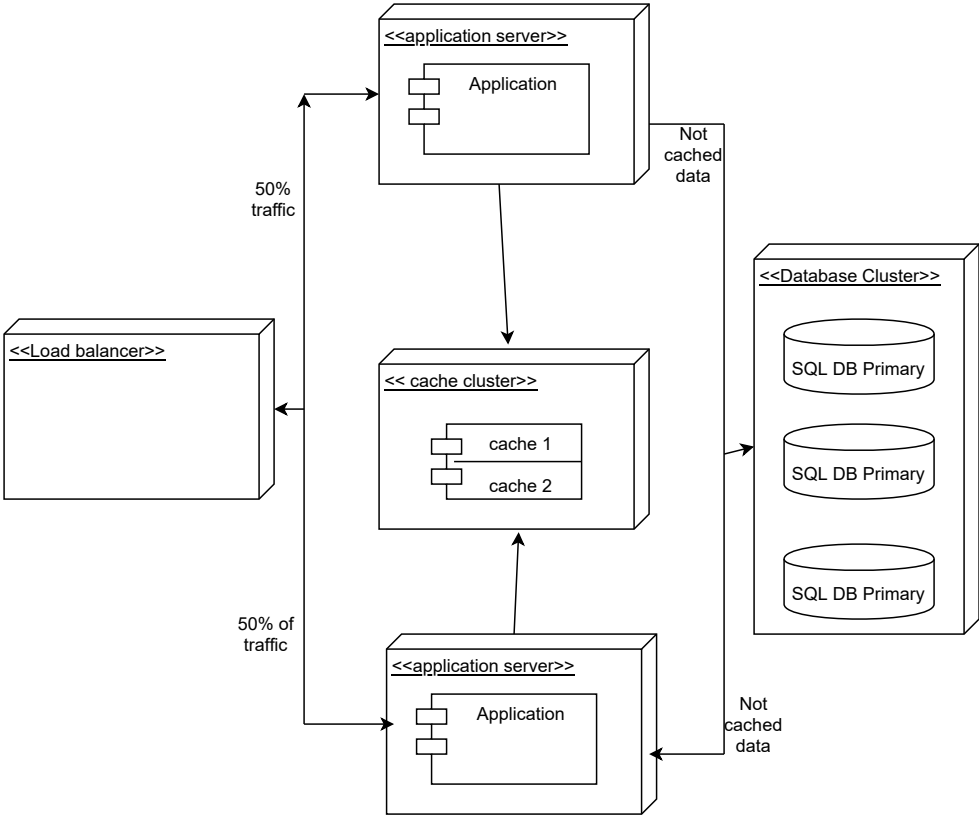 <<application server>>
Application
Not
cached
data
50%
traffic
<<Database Cluster>>
SQL DB Primary
SQL DB Primary
SQL DB Primary
<<Load balancer>>
<< cache cluster>>
cache 1
cache 2
50% of
traffic
<<application server>>
Application
Not
cached
data